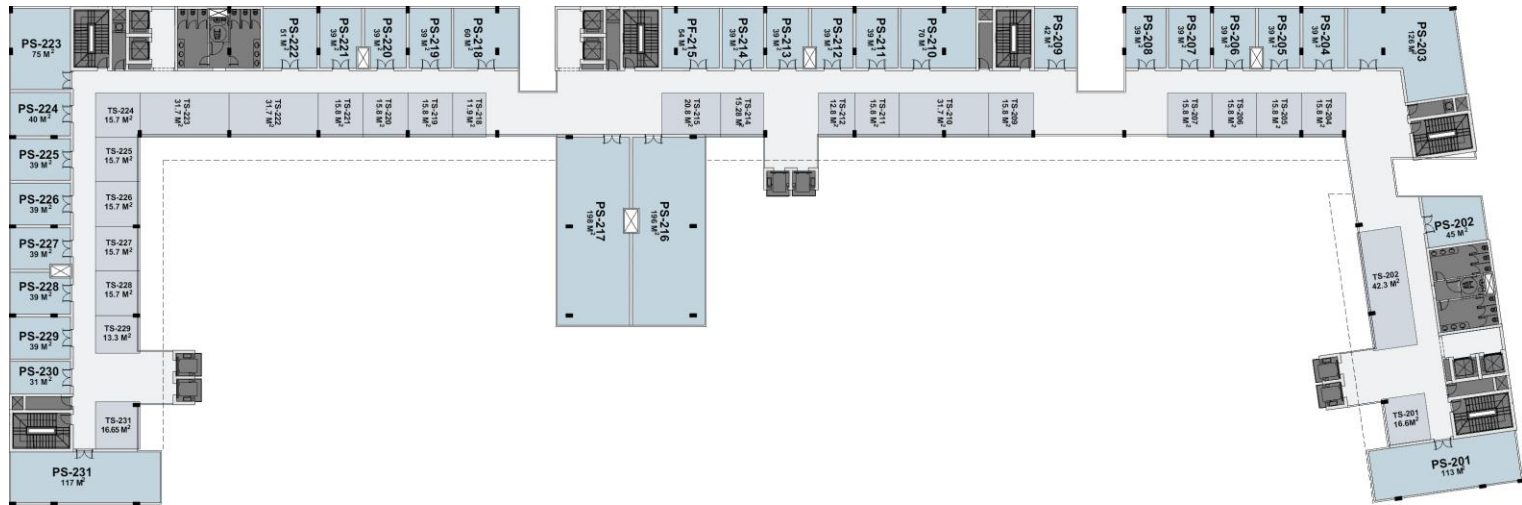 PS-223
75 M²
PS-222
51 M²
PS-221
39 M²
PS-220
39 M²
PS-219
39 M²
PS-218
60 M²
PF-215
54 M²
PS-214
39 M²
PS-213
39 M²
PS-212
39 M²
PS-211
39 M²
PS-210
70 M²
PS-209
42 M²
PS-208
39 M²
PS-207
39 M²
PS-206
39 M²
PS-205
39 M²
PS-204
39 M²
PS-203
126 M²
PS-224
40 M²
TS-224
15.7 M²
TS-223
31.7 M²
TS-222
31.7 M²
TS-221
15.8 M²
TS-220
15.8 M²
TS-219
15.8 M²
TS-218
11.9 M²
TS-215
20.8 M²
TS-214
15.28 M²
TS-212
12.8 M²
TS-211
15.8 M²
TS-210
31.7 M²
TS-209
15.8 M²
TS-207
15.8 M²
TS-206
15.8 M²
TS-205
15.8 M²
TS-204
15.8 M²
PS-225
39 M²
TS-225
15.7 M²
PS-226
39 M²
TS-226
15.7 M²
PS-217
198 M²
PS-216
196 M²
PS-202
45 M²
PS-227
39 M²
TS-227
15.7 M²
TS-202
42.3 M²
PS-228
39 M²
TS-228
15.7 M²
PS-229
39 M²
TS-229
13.3 M²
PS-230
31 M²
TS-231
16.65 M²
TS-201
16.6M²
PS-231
117 M²
PS-201
113 M²